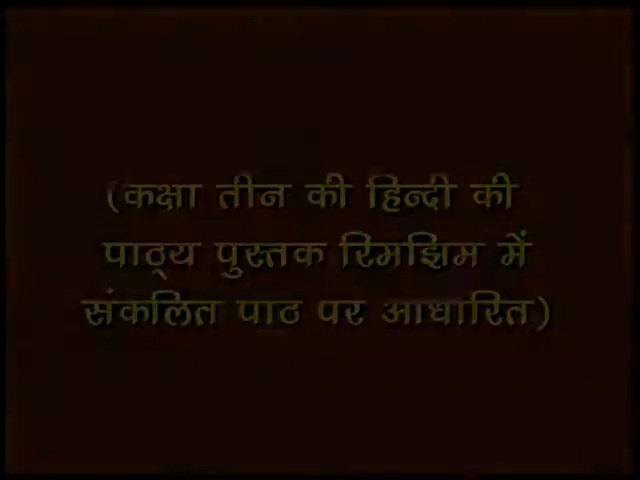 (कक्षा तीन की हिन्दी की
पाठ्य पुस्तक रिमझिम में
संकलित पाठ पर आधारित)